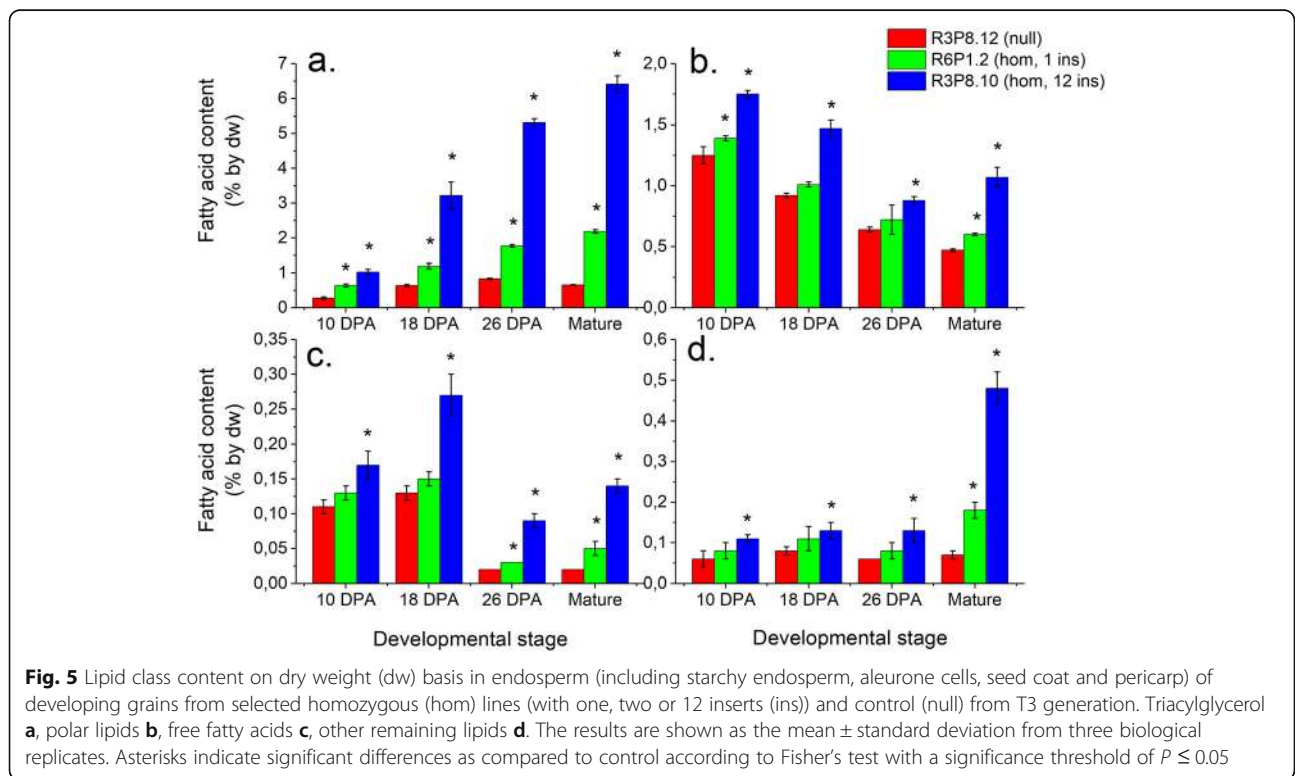 R3P8.12 (null)
R6P1.2 (hom, 1 ins)
R3P8.10 (hom, 12 ins)
a.
Fatty acid content
(% by dw)
7
6
5
4
3
2
1
0
* * * * * * * *
10 DPA 18 DPA 26 DPA Mature
b.
2,0
1,5
1,0
0,5
0,0
* * * * * *
10 DPA 18 DPA 26 DPA Mature
c.
Fatty acid content
(% by dw)
0,35
0,30
0,25
0,20
0,15
0,10
0,05
0,00
* * * * * *
10 DPA 18 DPA 26 DPA Mature
Developmental stage
d.
0,6
0,5
0,4
0,3
0,2
0,1
0,0
* * * * *
10 DPA 18 DPA 26 DPA Mature
Developmental stage
Fig. 5 Lipid class content on dry weight (dw) basis in endosperm (including starchy endosperm, aleurone cells, seed coat and pericarp) of
developing grains from selected homozygous (hom) lines (with one, two or 12 inserts (ins)) and control (null) from T3 generation. Triacylglycerol
a, polar lipids b, free fatty acids c, other remaining lipids d. The results are shown as the mean ± standard deviation from three biological
replicates. Asterisks indicate significant differences as compared to control according to Fisher's test with a significance threshold of P ≤ 0.05